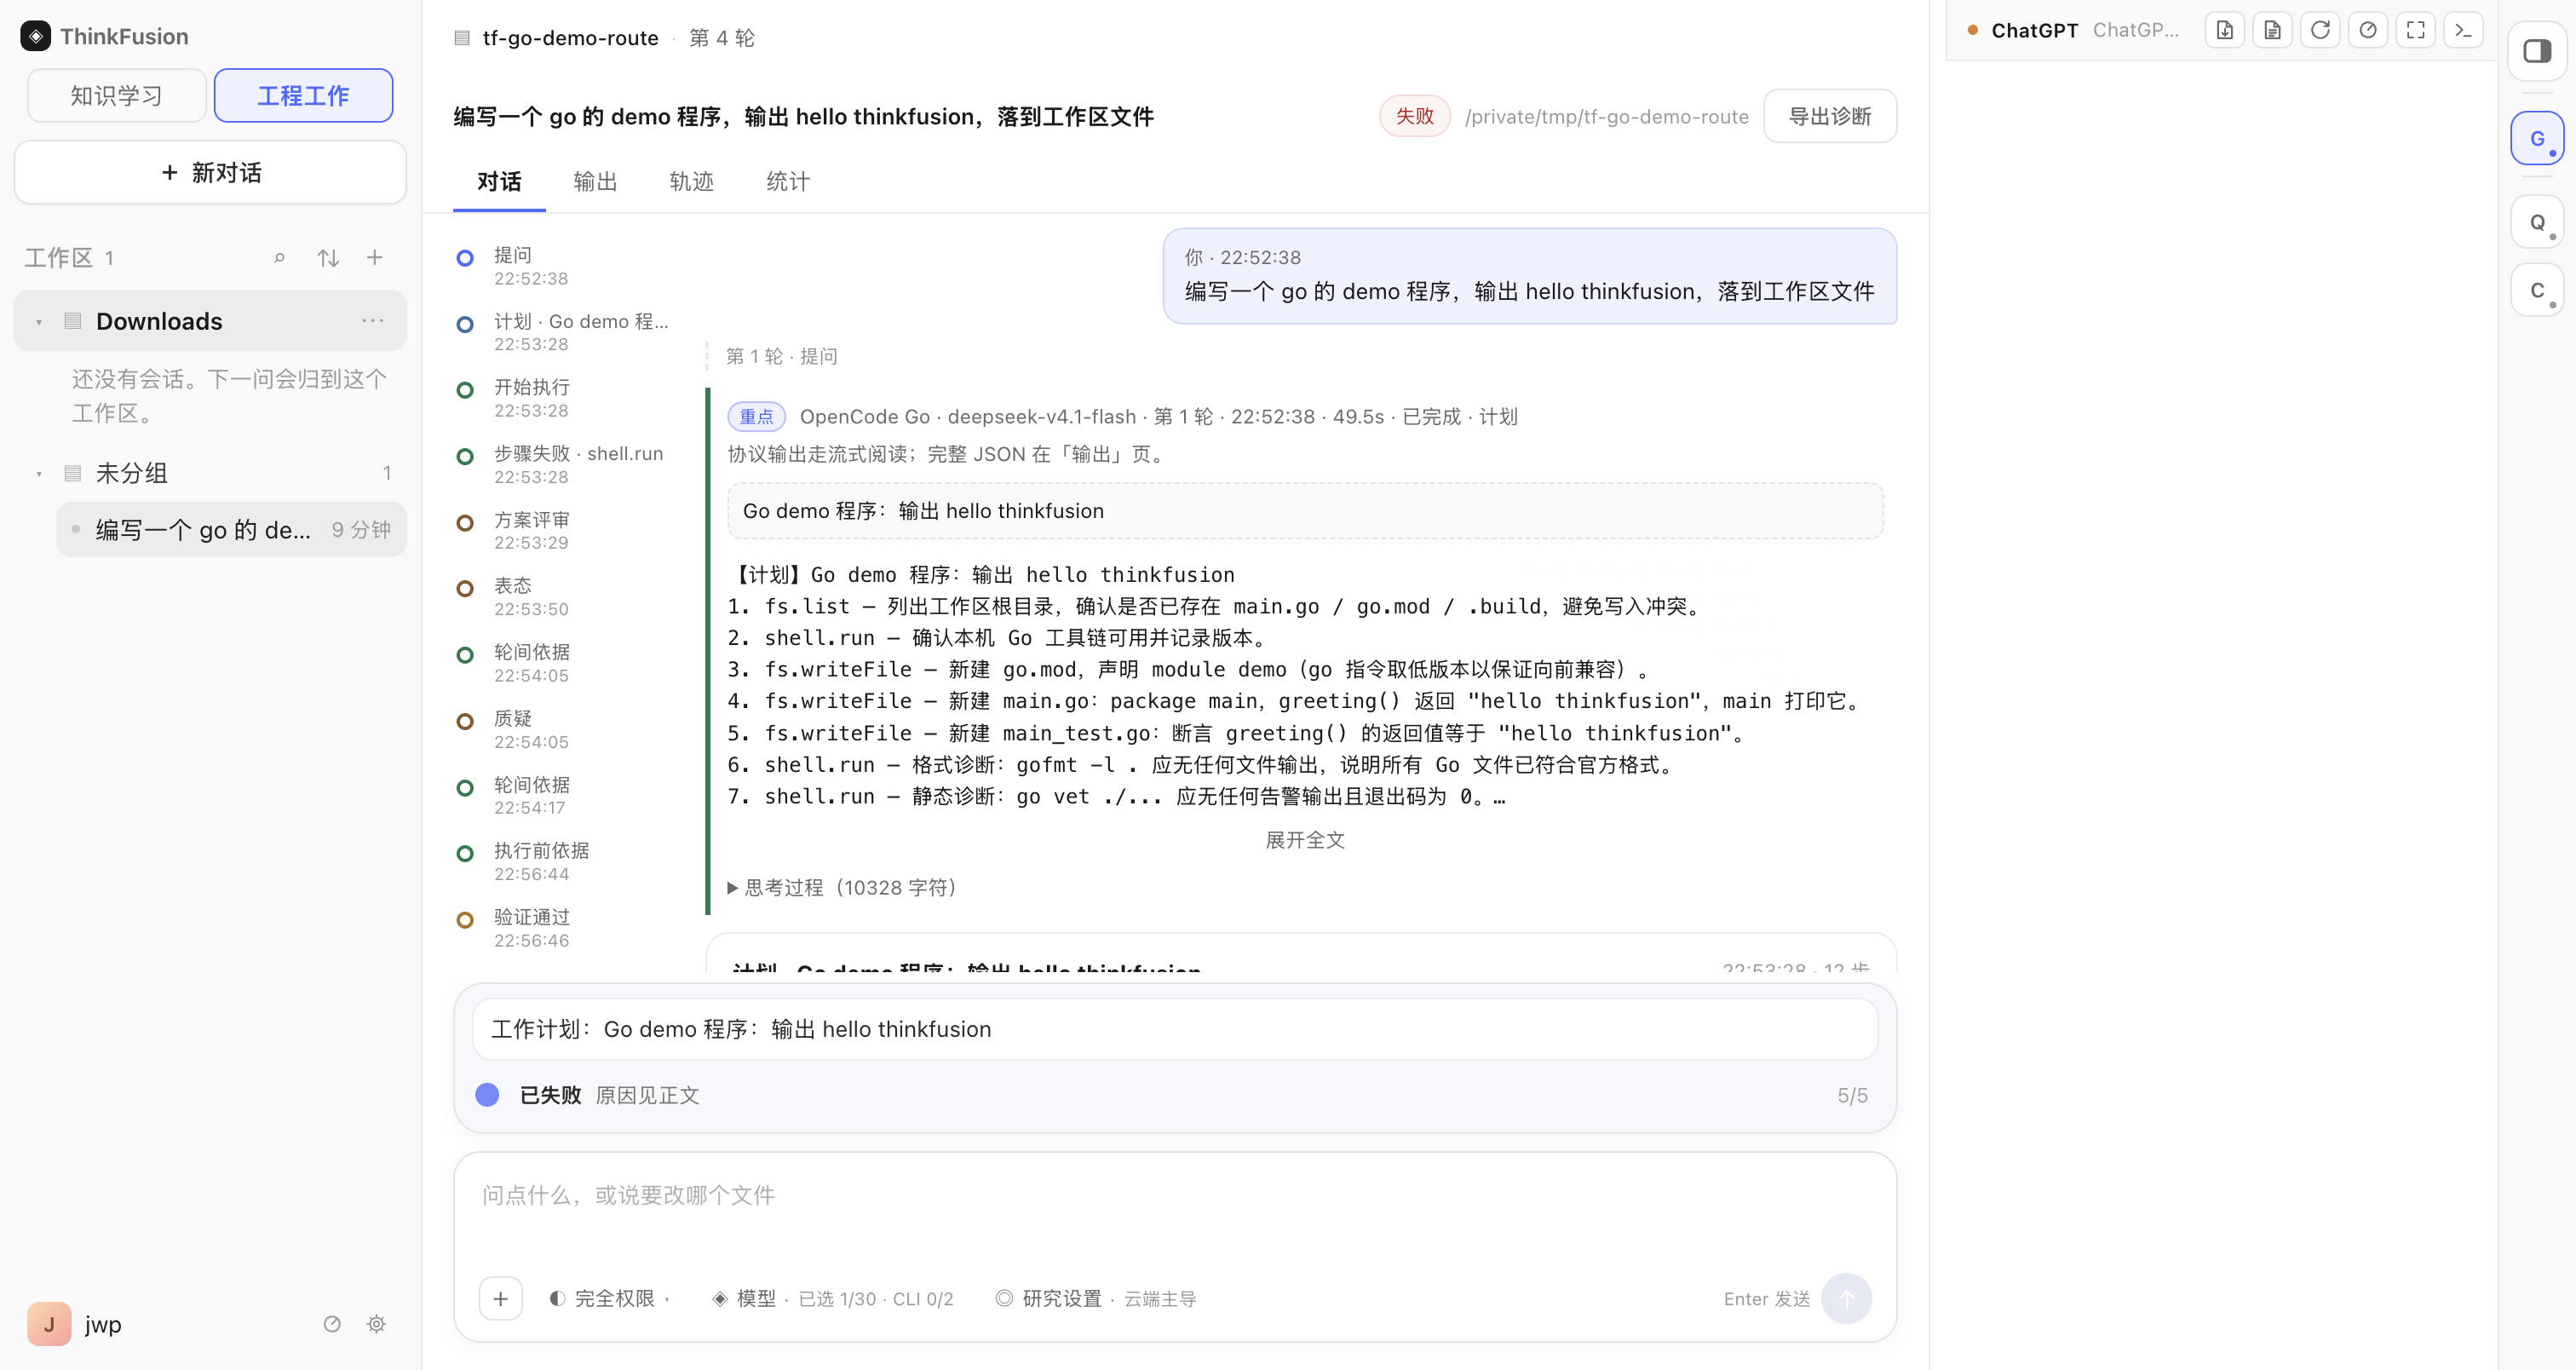 ThinkFusion
知识学习
工程工作
+ 新对话
工作区 1
Downloads
还没有会话。下一问会归到这个
工作区。
未分组
1
编写一个 go 的 de...
9 分钟
J
jwp
tf-go-demo-route · 第 4 轮
编写一个 go 的 demo 程序，输出 hello thinkfusion，落到工作区文件
失败
/private/tmp/tf-go-demo-route
导出诊断
对话
输出
轨迹
统计
提问
22:52:38
计划 · Go demo 程...
22:53:28
开始执行
22:53:28
步骤失败 · shell.run
22:53:28
方案评审
22:53:29
表态
22:53:50
轮间依据
22:54:05
质疑
22:54:05
轮间依据
22:54:17
执行前依据
22:56:44
验证通过
22:56:46
你 · 22:52:38
编写一个 go 的 demo 程序，输出 hello thinkfusion，落到工作区文件
第 1 轮 · 提问
重点 OpenCode Go · deepseek-v4.1-flash · 第 1 轮 · 22:52:38 · 49.5s · 已完成 · 计划
协议输出走流式阅读；完整 JSON 在「输出」页。
Go demo 程序：输出 hello thinkfusion
【计划】Go demo 程序：输出 hello thinkfusion
1. fs.list — 列出工作区根目录，确认是否已存在 main.go / go.mod / .build，避免写入冲突。
2. shell.run — 确认本机 Go 工具链可用并记录版本。
3. fs.writeFile — 新建 go.mod，声明 module demo（go 指令取低版本以保证向前兼容）。
4. fs.writeFile — 新建 main.go：package main，greeting() 返回 "hello thinkfusion"，main 打印它。
5. fs.writeFile — 新建 main_test.go：断言 greeting() 的返回值等于 "hello thinkfusion"。
6. shell.run — 格式诊断：gofmt -l . 应无任何文件输出，说明所有 Go 文件已符合官方格式。
7. shell.run — 静态诊断：go vet ./... 应无任何告警输出且退出码为 0。…
展开全文
▶ 思考过程（10328 字符）
计划 · Go demo 程序：输出 hello thinkfusion
22:53:28 · 12 步
工作计划：Go demo 程序：输出 hello thinkfusion
已失败 原因见正文
5/5
问点什么，或说要改哪个文件
+
完全权限
模型 · 已选 1/30 · CLI 0/2
研究设置 · 云端主导
Enter 发送
ChatGPT ChatGP...
G
Q
C